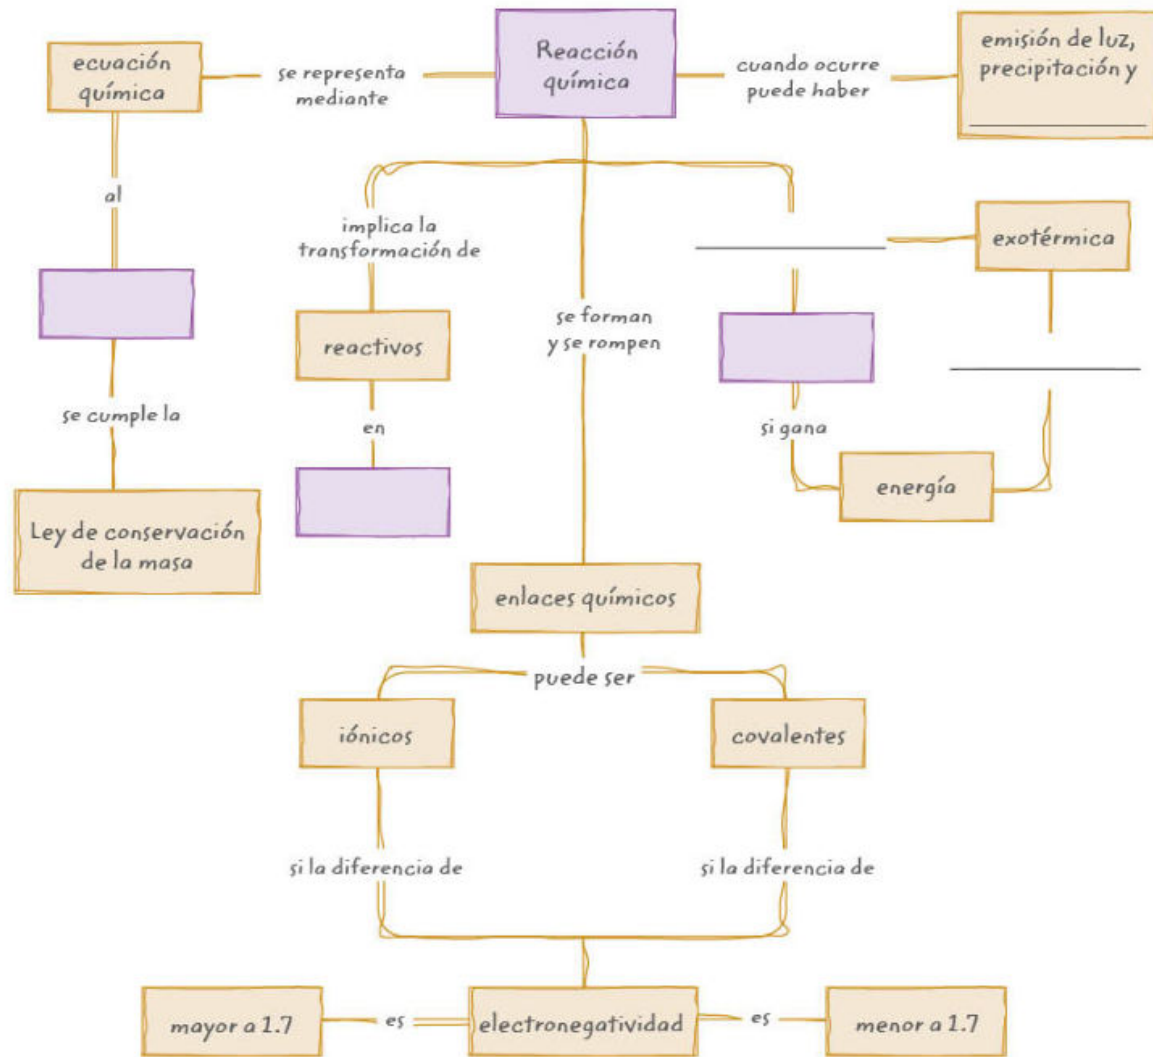 ecuación
química
se representa
mediante
Reacción
química
cuando ocurre
puede haber
emisión de luz,
precipitación y
al
implica la
transformación de
exotérmica
reactivos
se forman
y se rompen
se cumple la
en
si gana
energía
Ley de conservación
de la masa
enlaces químicos
puede ser
iónicos
covalentes
si la diferencia de
si la diferencia de
mayor a 1.7
es
electronegatividad
es
menor a 1.7